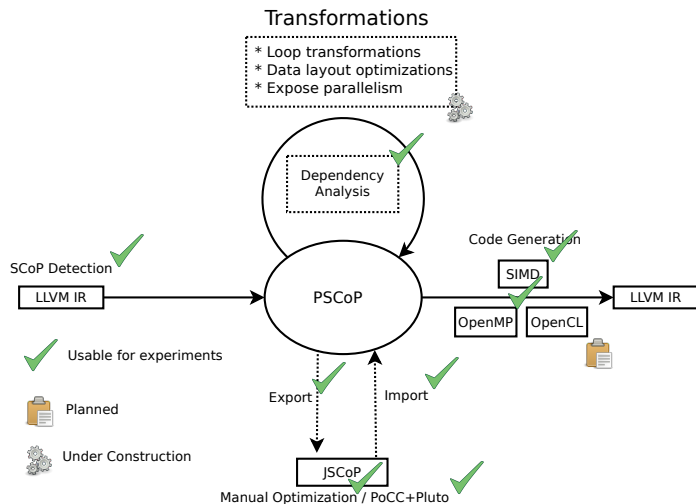 Transformations
* Loop transformations
* Data layout optimizations
* Expose parallelism
Dependency
Analysis
SCoP Detection
LLVM IR
PSCoP
Code Generation
SIMD
OpenMP
OpenCL
LLVM IR
Usable for experiments
Planned
Under Construction
Export
Import
JSCoP
Manual Optimization / PoCC+Pluto